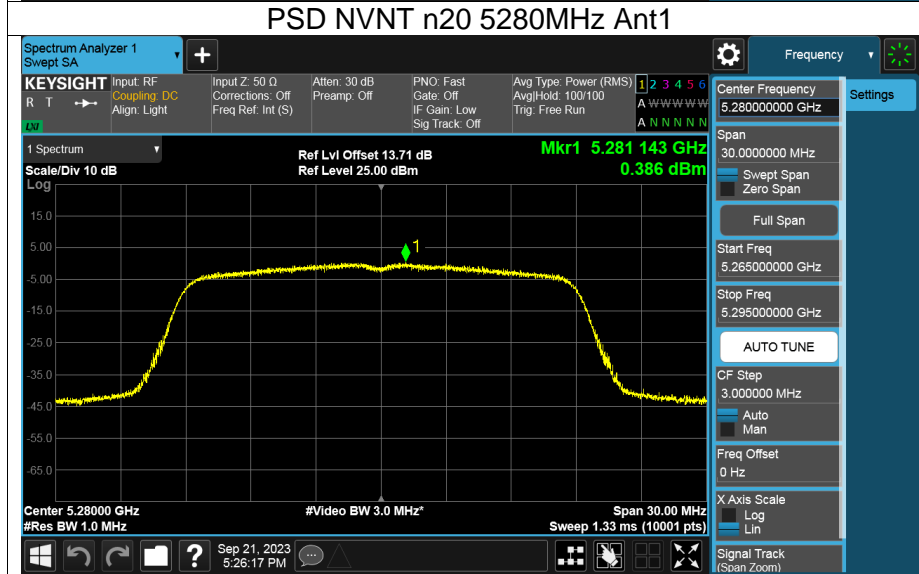 PSD NVNT n20 5280MHz Ant1
Spectrum Analyzer 1
Swept SA
Frequency
KEYSIGHT
R T
LXI
Input: RF
Coupling: DC
Align: Light
Input Z: 50 Ω
Corrections: Off
Freq Ref: Int (S)
Atten: 30 dB
Preamp: Off
PNO: Fast
Gate: Off
IF Gain: Low
Sig Track: Off
Avg Type: Power (RMS)
Avg|Hold: 100/100
Trig: Free Run
1 2 3 4 5 6
A W W W W W
A N N N N N
1 Spectrum
Scale/Div 10 dB
Log
Ref Lvl Offset 13.71 dB
Ref Level 25.00 dBm
Mkr1 5.281 143 GHz
0.386 dBm
15.0
5.00
-5.00
-15.0
-25.0
-35.0
-45.0
-55.0
-65.0
1
Center 5.28000 GHz
#Res BW 1.0 MHz
#Video BW 3.0 MHz*
Span 30.00 MHz
Sweep 1.33 ms (10001 pts)
Sep 21, 2023
5:26:17 PM
Center Frequency
5.280000000 GHz
Span
30.0000000 MHz
Swept Span
Zero Span
Full Span
Start Freq
5.265000000 GHz
Stop Freq
5.295000000 GHz
AUTO TUNE
CF Step
3.000000 MHz
Auto
Man
Freq Offset
0 Hz
X Axis Scale
Log
Lin
Signal Track
(Span Zoom)
Settings